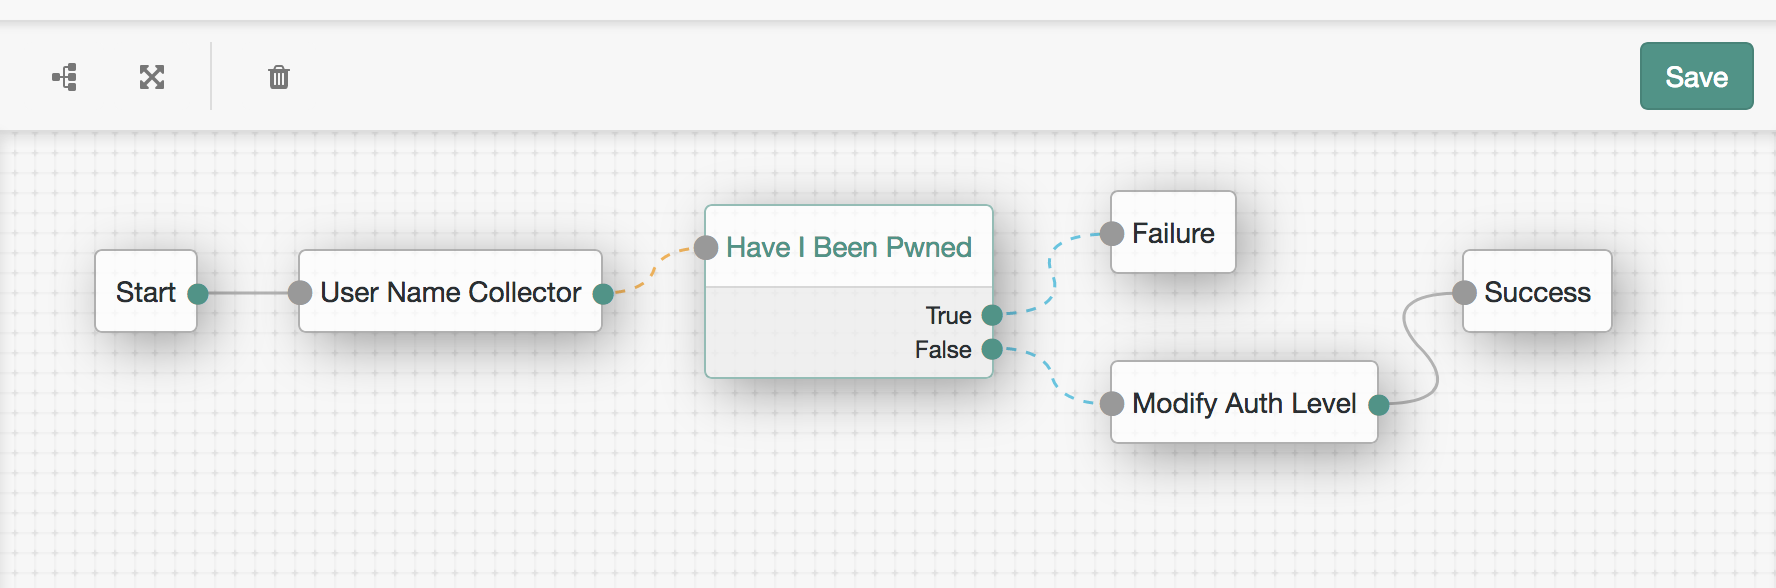 Save
Start
User Name Collector
Have I Been Pwned
True
False
Failure
Modify Auth Level
Success